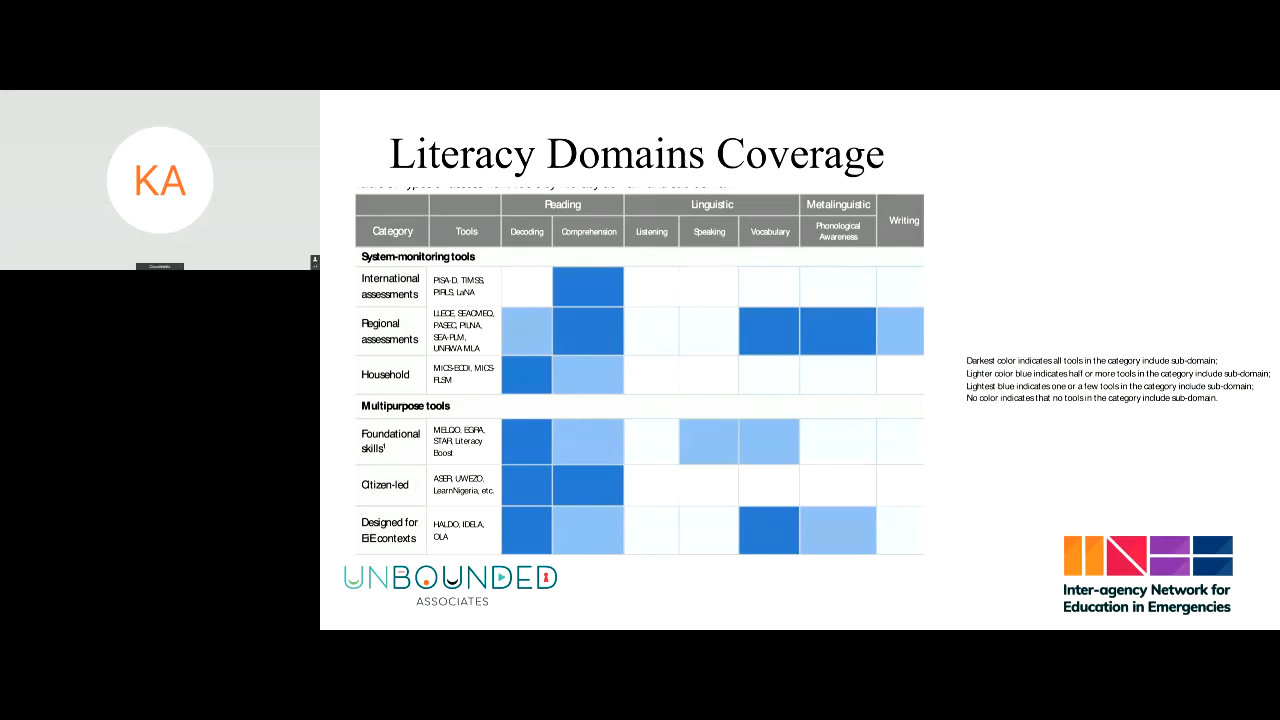 KA
Literacy Domains Coverage
Reading
Linguistic
Metalinguistic
Writing
Category
Tools
Decoding
Comprehension
Listening
Speaking
Vocabulary
Phonological
Awareness
System-monitoring tools
International
assessments
PISA-D, TIMSS,
PIRLS, LaNA
Regional
assessments
LLECE, SEACMEQ,
PASEC, PILNA,
SEA-PLM,
UNRWA MLA
Household
MICS-ECDI, MICS-
FLSM
Multipurpose tools
Foundational
skills¹
MELQO, EGRA,
STAR, Literacy
Boost
Citizen-led
ASER, UWEZO,
LearnNigeria, etc.
Designed for
EiE contexts
HALDO, IDELA,
OLA
Darkest color indicates all tools in the category include sub-domain;
Lighter color blue indicates half or more tools in the category include sub-domain;
Lightest blue indicates one or a few tools in the category include sub-domain;
No color indicates that no tools in the category include sub-domain.
UNBOUNDED
ASSOCIATES
INEE
Inter-agency Network for
Education in Emergencies